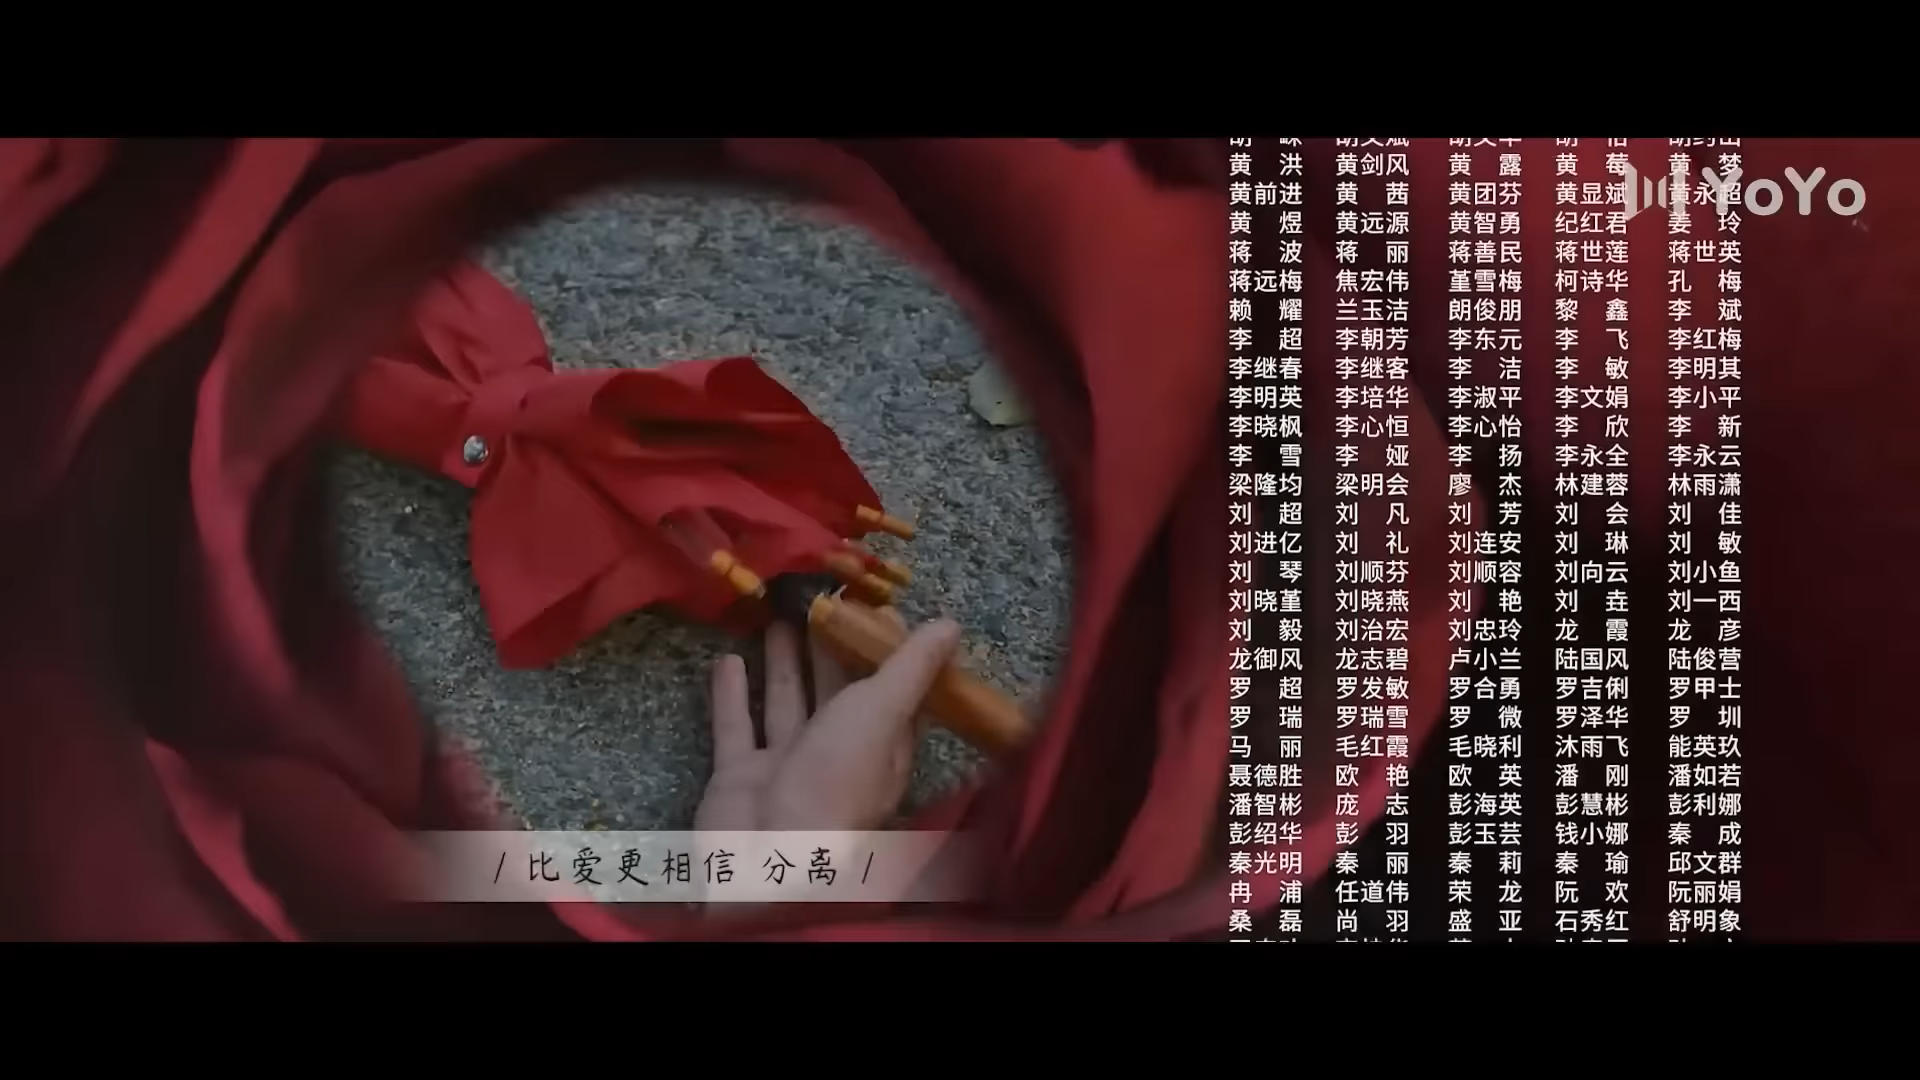 黄 洪 黄剑风 黄 露 黄 莓 黄 梦
黄前进 黄 茜 黄团芬 黄显斌 黄永超
YoYo
黄 煜 黄远源 黄智勇 纪红君 姜 玲
蒋 波 蒋 丽 蒋善民 蒋世莲 蒋世英
蒋远梅 焦宏伟 堇雪梅 柯诗华 孔 梅
赖 耀 兰玉洁 朗俊朋 黎 鑫 李 斌
李 超 李朝芳 李东元 李 飞 李红梅
李继春 李继客 李 洁 李 敏 李明其
李明英 李培华 李淑平 李文娟 李小平
李晓枫 李心恒 李心怡 李 欣 李 新
李 雪 李 娅 李 扬 李永全 李永云
梁隆均 梁明会 廖 杰 林建蓉 林雨潇
刘 超 刘 凡 刘 芳 刘 会 刘 佳
刘进亿 刘 礼 刘连安 刘 琳 刘 敏
刘 琴 刘顺芬 刘顺容 刘向云 刘小鱼
刘晓堇 刘晓燕 刘 艳 刘 垚 刘一西
刘 毅 刘治宏 刘忠玲 龙 霞 龙 彦
龙御风 龙志碧 卢小兰 陆国风 陆俊营
罗 超 罗发敏 罗合勇 罗吉俐 罗甲士
罗 瑞 罗瑞雪 罗 微 罗泽华 罗 圳
马 丽 毛红霞 毛晓利 沐雨飞 能英玖
聂德胜 欧 艳 欧 英 潘 刚 潘如若
潘智彬 庞 志 彭海英 彭慧彬 彭利娜
彭绍华 彭 羽 彭玉芸 钱小娜 秦 成
秦光明 秦 丽 秦 莉 秦 瑜 邱文群
冉 浦 任道伟 荣 龙 阮 欢 阮丽娟
桑 磊 尚 羽 盛 亚 石秀红 舒明象
/ 比爱更相信 分离 /